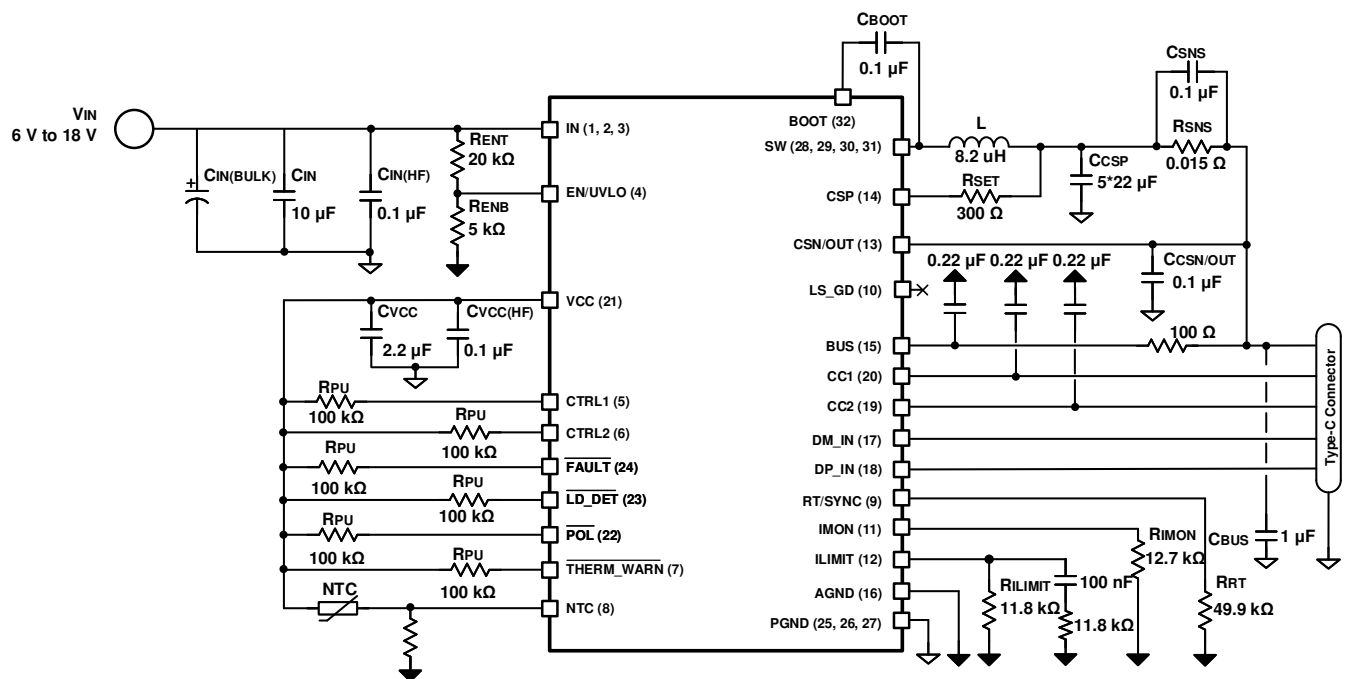 CBOOT
0.1 µF
CSNS
0.1 µF
VIN
6 V to 18 V
BOOT (32)
IN (1, 2, 3)
RENT
20 kΩ
SW (28, 29, 30, 31)
L
8.2 uH
RSNS
0.015 Ω
CIN(BULK)
CIN
10 µF
CIN(HF)
0.1 µF
EN/UVLO (4)
RENB
5 kΩ
CSP (14)
RSET
300 Ω
CCSP
5*22 µF
CSN/OUT (13)
0.22 µF
0.22 µF
0.22 µF
CCSN/OUT
0.1 µF
LS_GD (10)
VCC (21)
CVCC
2.2 µF
CVCC(HF)
0.1 µF
BUS (15)
100 Ω
CC1 (20)
CC2 (19)
DM_IN (17)
DP_IN (18)
Type-C Connector
RPU
100 kΩ
CTRL1 (5)
RPU
100 kΩ
CTRL2 (6)
RPU
100 kΩ
FAULT (24)
RPU
100 kΩ
LD_DET (23)
RPU
100 kΩ
POL (22)
RPU
100 kΩ
THERM_WARN (7)
NTC
NTC (8)
RT/SYNC (9)
IMON (11)
RIMON
12.7 kΩ
CBUS
1 µF
ILIMIT (12)
RILIMIT
11.8 kΩ
100 nF
11.8 kΩ
RRT
49.9 kΩ
AGND (16)
PGND (25, 26, 27)